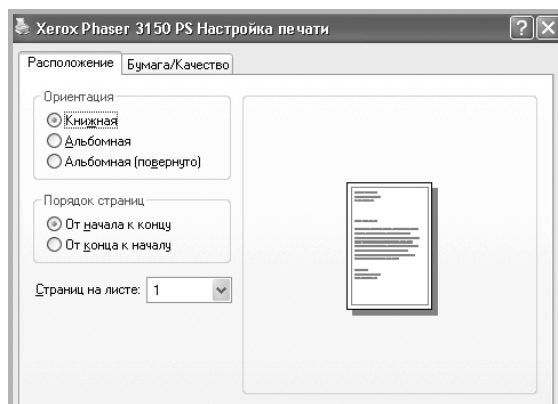 Xerox Phaser 3150 PS Настройка печати
Расположение Бумага/Качество
Ориентация
Книжная
Альбомная
Альбомная (повернуто)
Порядок страниц
От начала к концу
От конца к началу
Страниц на листе: 1